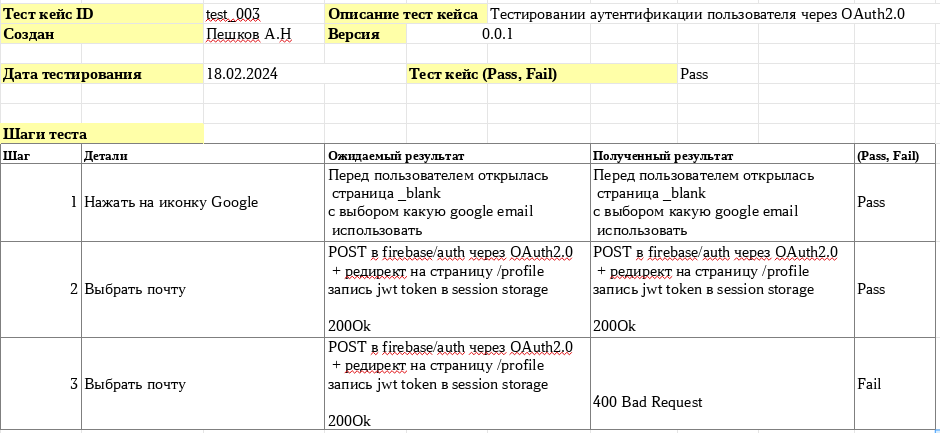 Тест кейс ID test_003 Описание тест кейса Тестировании аутентификации пользователя через OAuth2.0
Создан Пешков А.Н Версия 0.0.1
Дата тестирования 18.02.2024 Тест кейс (Pass, Fail) Pass
Шаги теста
Шаг Детали Ожидаемый результат Полученный результат (Pass, Fail)
1 Нажать на иконку Google
Перед пользователем открылась
страница _blank
с выбором какую google email
использовать
Перед пользователем открылась
страница _blank
с выбором какую google email
использовать
Pass
2 Выбрать почту
POST в firebase/auth через OAuth2.0
+ редирект на страницу /profile
запись jwt token в session storage
200Ok
POST в firebase/auth через OAuth2.0
+ редирект на страницу /profile
запись jwt token в session storage
200Ok
Pass
3 Выбрать почту
POST в firebase/auth через OAuth2.0
+ редирект на страницу /profile
запись jwt token в session storage
200Ok
400 Bad Request
Fail